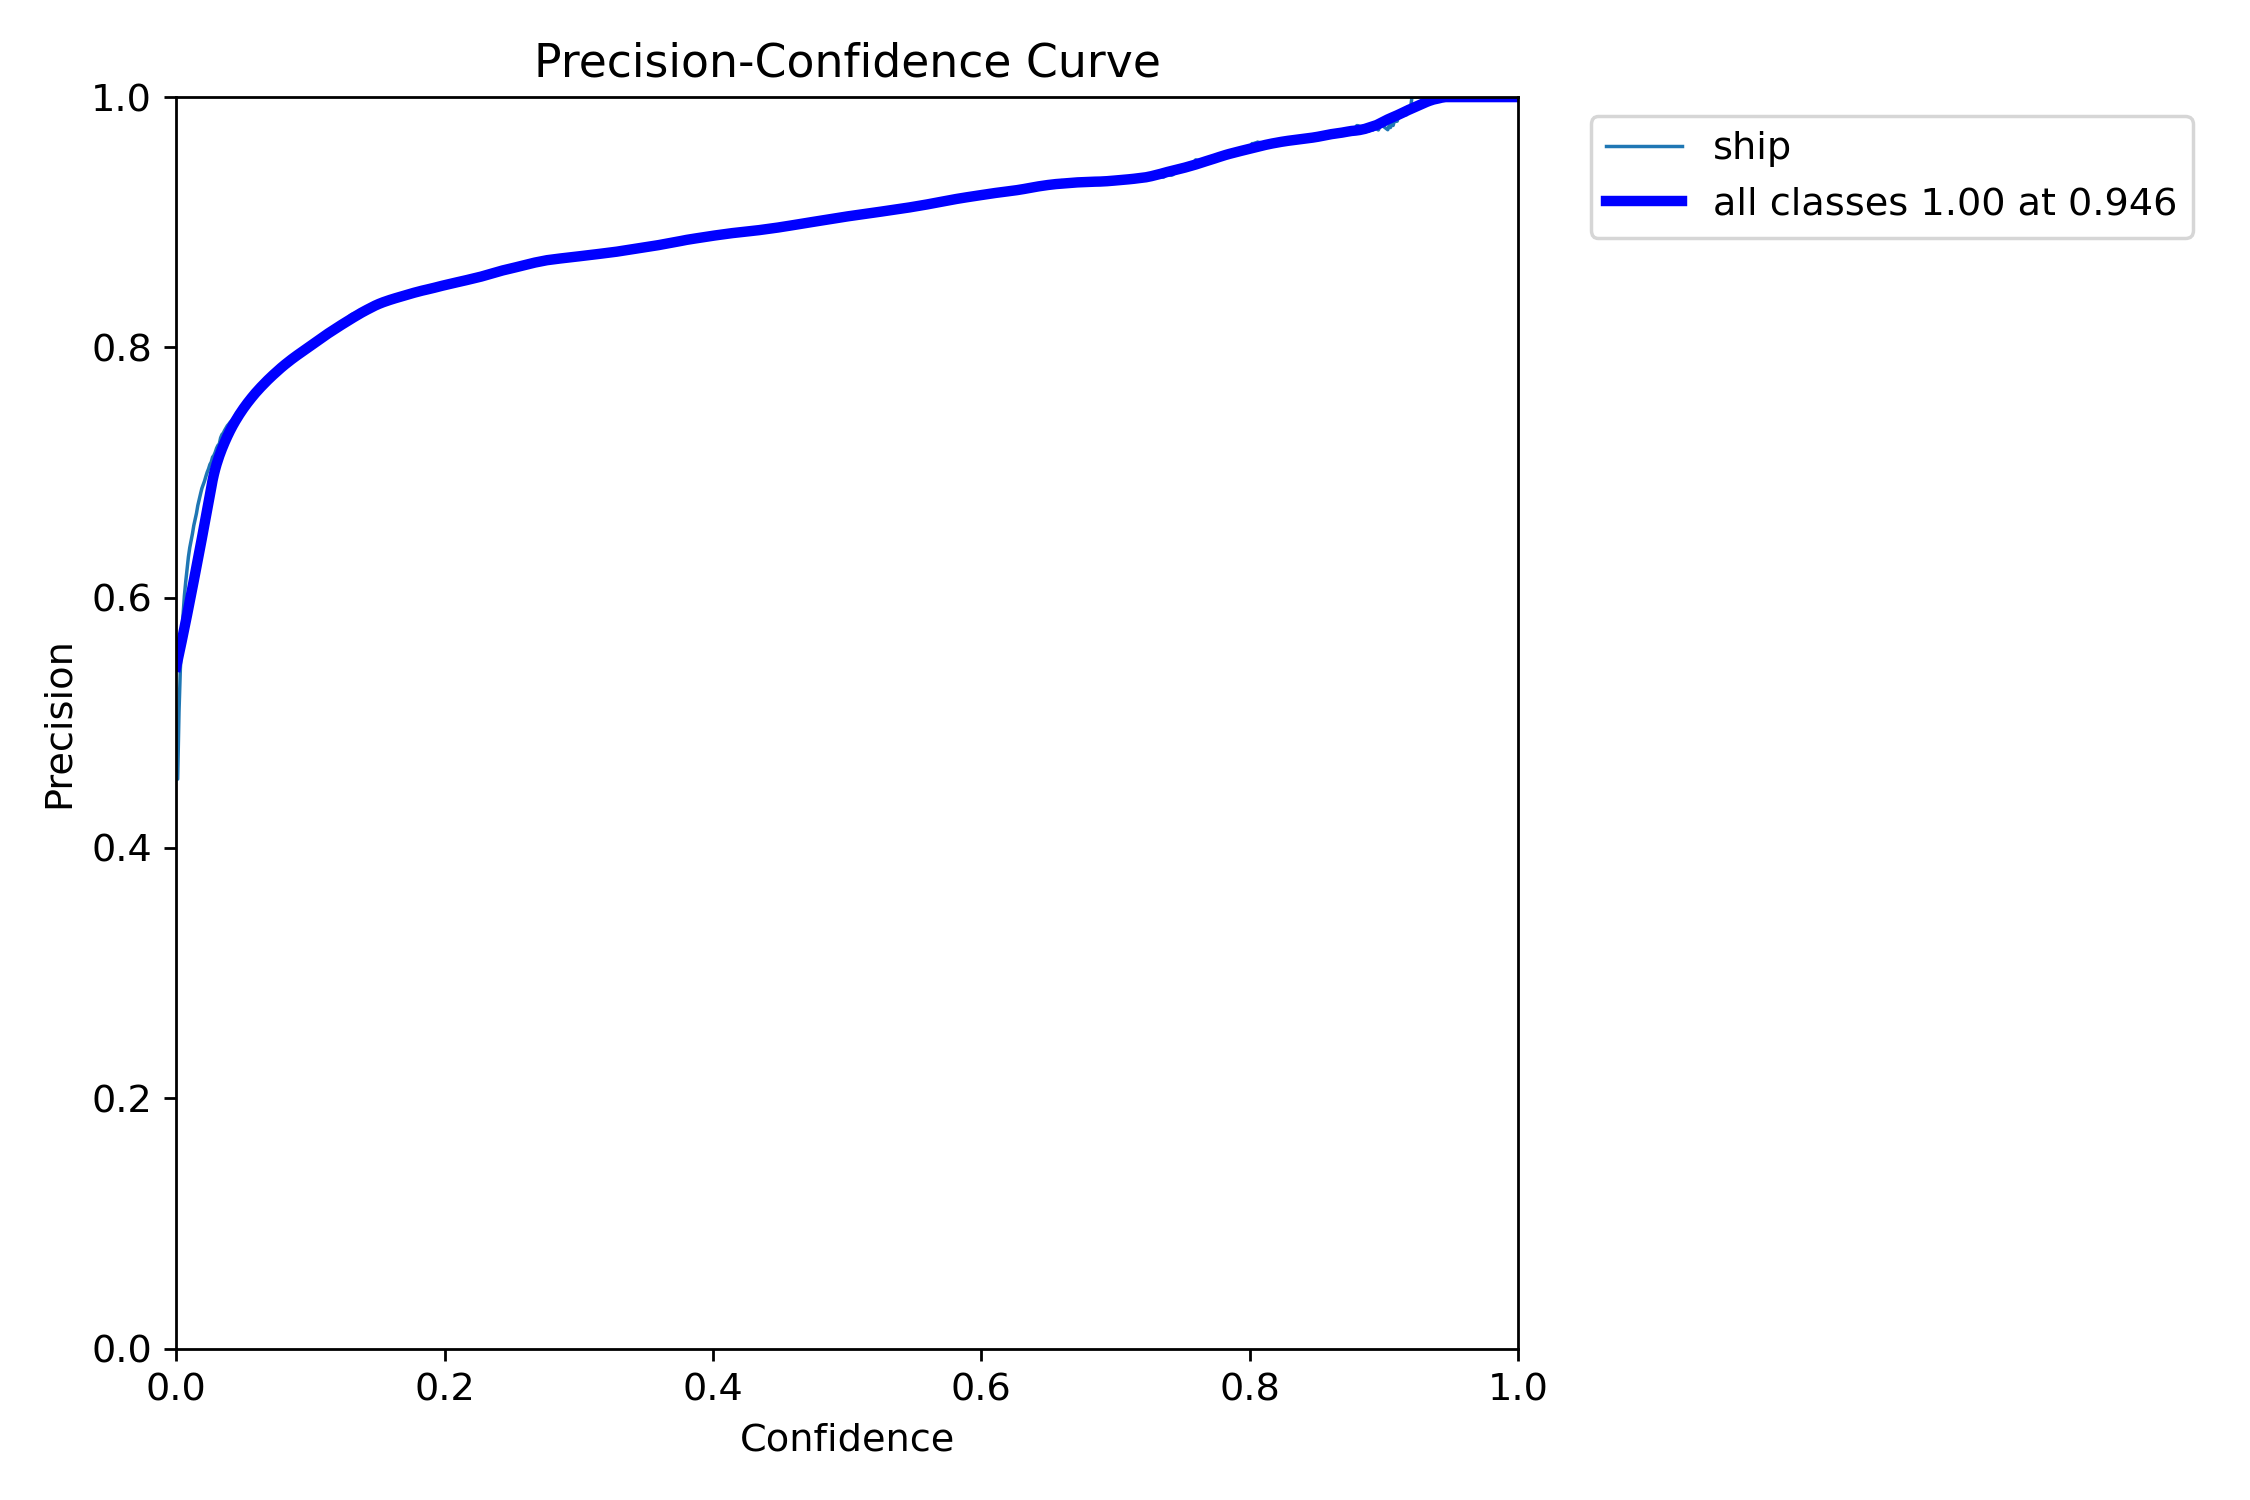 Precision-Confidence Curve
1.0
0.8
0.6
0.4
0.2
0.0
Precision
0.0 0.2 0.4 0.6 0.8 1.0
Confidence
ship
all classes 1.00 at 0.946